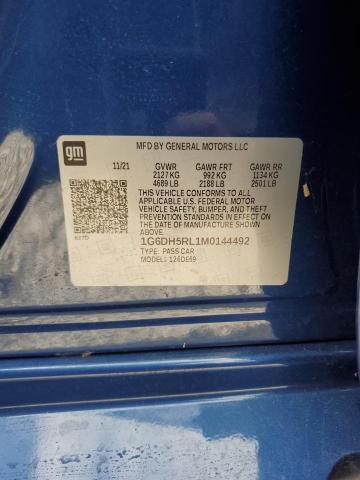 gm
MFD BY GENERAL MOTORS LLC
11/21 GVWR GAWR FRT GAWR RR
2127 KG 992 KG 1134 KG
4689 LB 2188 LB 2501 LB
THIS VEHICLE CONFORMS TO ALL
APPLICABLE U.S. FEDERAL MOTOR
VEHICLE SAFETY, BUMPER, AND THEFT
PREVENTION STANDARDS IN EFFECT ON
THE DATE OF MANUFACTURE SHOWN
ABOVE.
1G6DH5RL1M0144492
TYPE: PASS CAR
MODEL: 126DE69